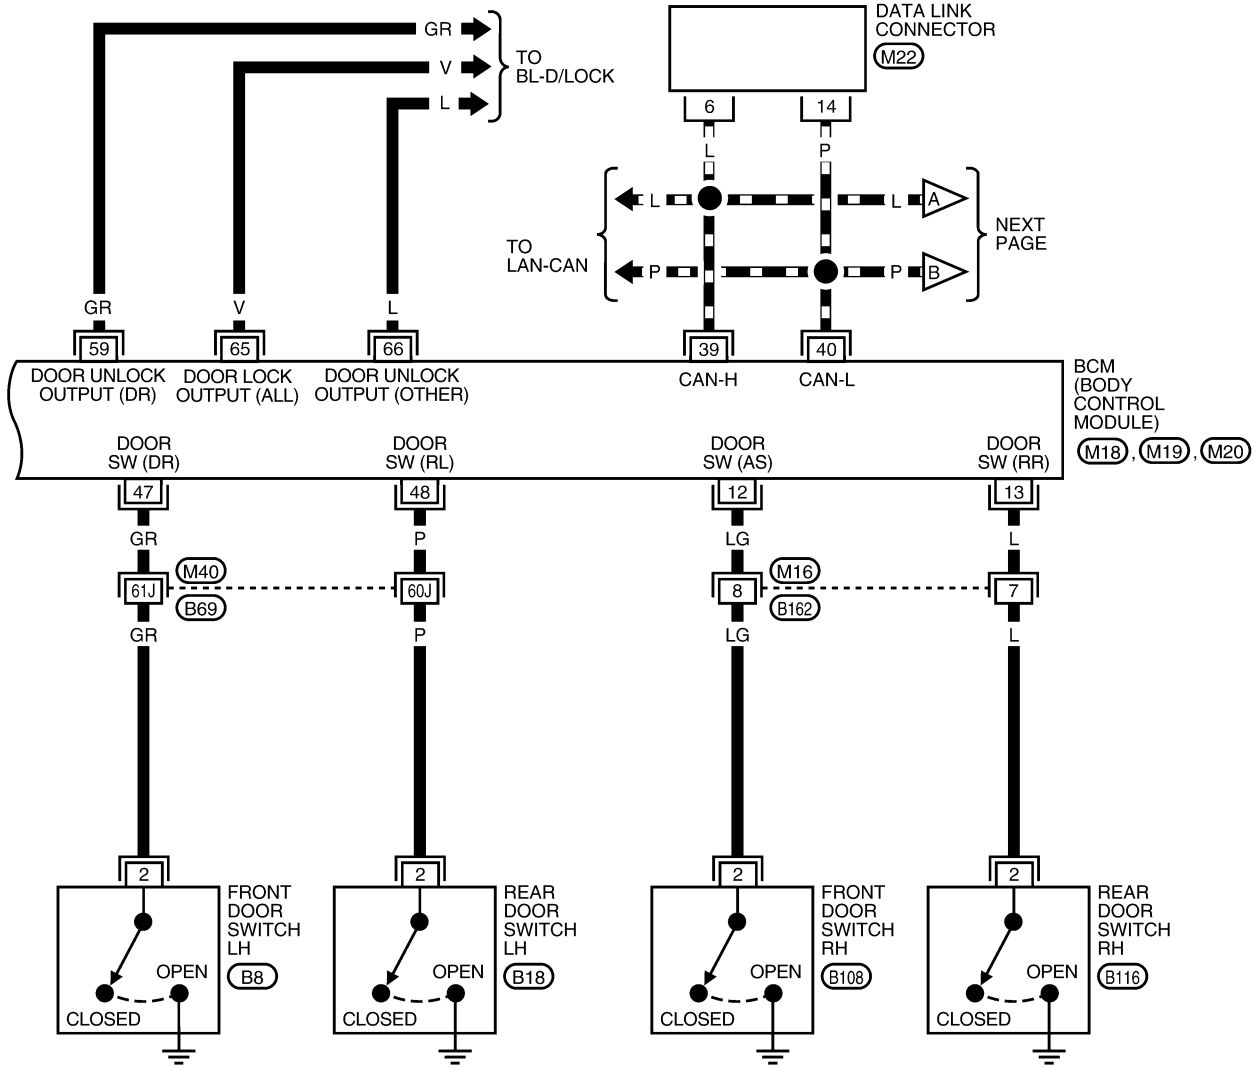 GR
V
L
TO
BL-D/LOCK
DATA LINK
CONNECTOR
M22
6
14
L
P
L
L
A
TO
LAN-CAN
NEXT
PAGE
P
P
B
GR
V
L
59
65
66
39
40
DOOR UNLOCK
OUTPUT (DR)
DOOR LOCK
OUTPUT (ALL)
DOOR UNLOCK
OUTPUT (OTHER)
CAN-H
CAN-L
BCM
(BODY
CONTROL
MODULE)
M18 , M19 , M20
DOOR
SW (DR)
DOOR
SW (RL)
DOOR
SW (AS)
DOOR
SW (RR)
47
48
12
13
GR
P
LG
L
M40
M16
61J
60J
8
7
B69
B162
GR
P
LG
L
2
2
2
2
FRONT
DOOR
SWITCH
LH
B8
OPEN
CLOSED
REAR
DOOR
SWITCH
LH
B18
OPEN
CLOSED
FRONT
DOOR
SWITCH
RH
B108
OPEN
CLOSED
REAR
DOOR
SWITCH
RH
B116
OPEN
CLOSED